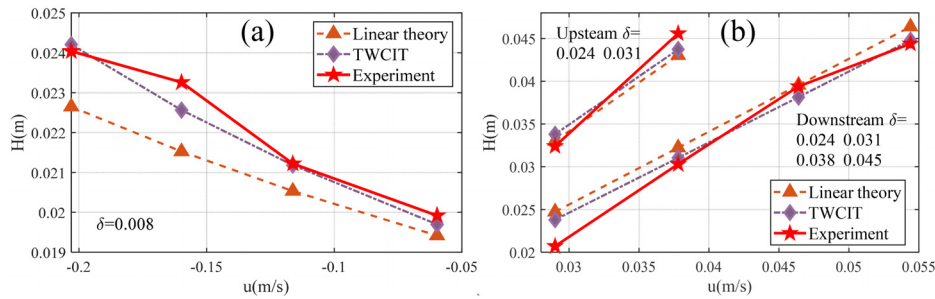 (a)
Linear theory
TWCIT
Experiment
δ=0.008
0.025
0.024
0.023
0.022
0.021
0.02
0.019
H(m)
-0.2
-0.15
-0.1
-0.05
u(m/s)
(b)
Upsteam δ=
0.024 0.031
Downstream δ=
0.024 0.031
0.038 0.045
Linear theory
TWCIT
Experiment
0.045
0.04
0.035
0.03
0.025
0.02
H(m)
0.03
0.035
0.04
0.045
0.05
0.055
u(m/s)